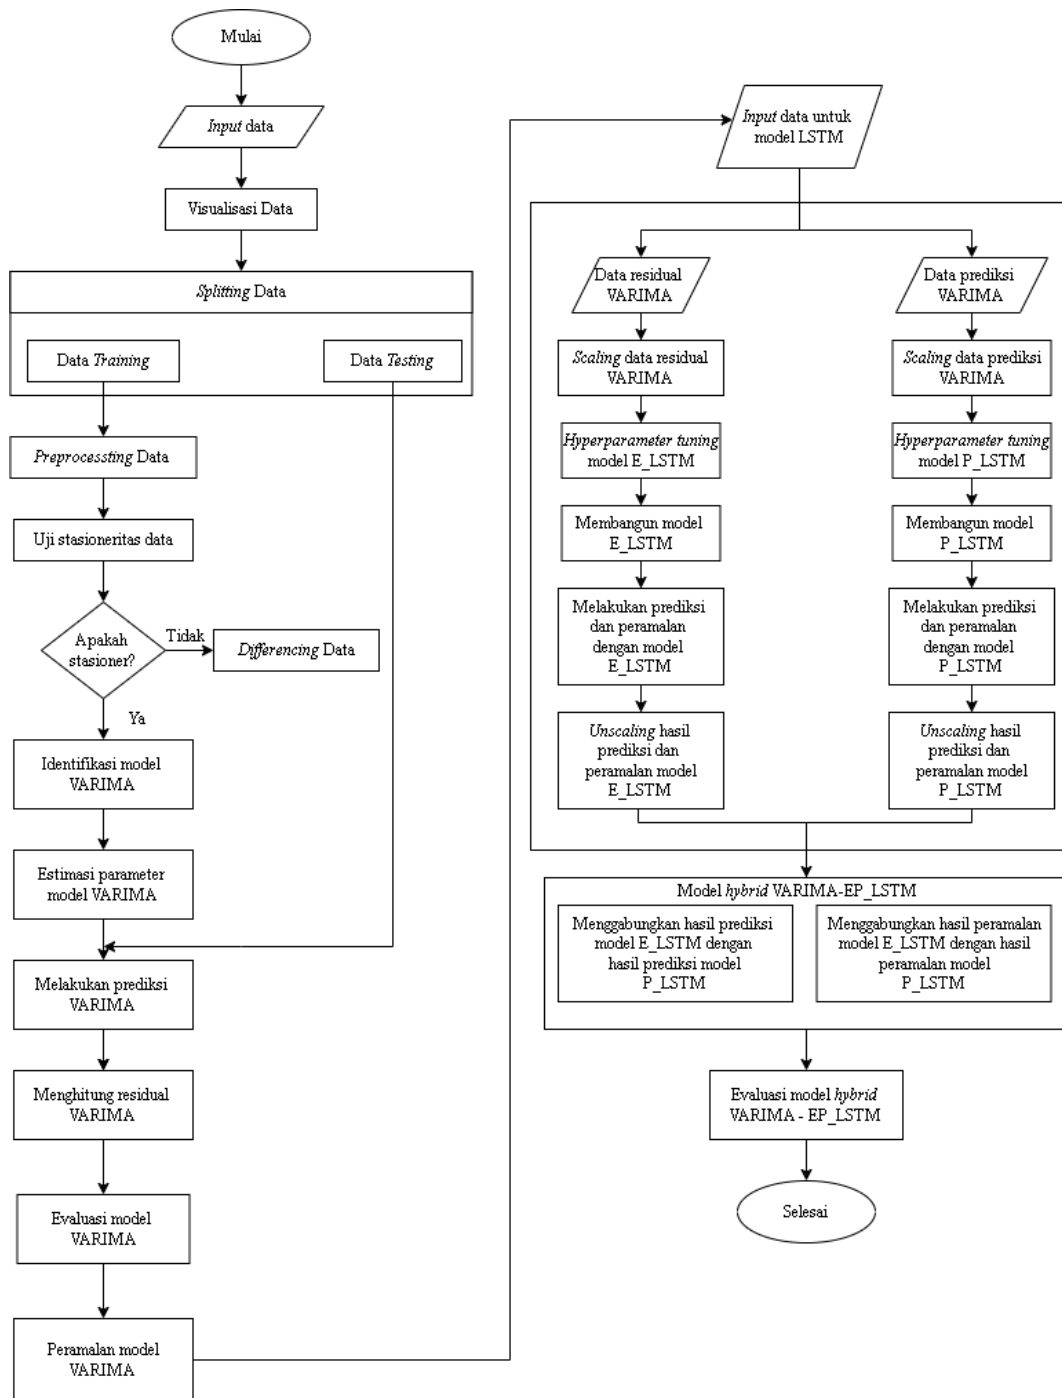 Mulai
Input data
Visualisasi Data
Splitting Data
Data Training
Data Testing
Preprocessting Data
Uji stasioneritas data
Apakah
stasioner?
Tidak
Differencing Data
Ya
Identifikasi model
VARIMA
Estimasi parameter
model VARIMA
Melakukan prediksi
VARIMA
Menghitung residual
VARIMA
Evaluasi model
VARIMA
Peramalan model
VARIMA
Input data untuk
model LSTM
Data residual
VARIMA
Scaling data residual
VARIMA
Hyperparameter tuning
model E_LSTM
Membangun model
E_LSTM
Melakukan prediksi
dan peramalan
dengan model
E_LSTM
Unscaling hasil
prediksi dan
peramalan model
E_LSTM
Data prediksi
VARIMA
Scaling data prediksi
VARIMA
Hyperparameter tuning
model P_LSTM
Membangun model
P_LSTM
Melakukan prediksi
dan peramalan
dengan model
P_LSTM
Unscaling hasil
prediksi dan
peramalan model
P_LSTM
Model hybrid VARIMA-EP_LSTM
Menggabungkan hasil prediksi
model E_LSTM dengan
hasil prediksi model
P_LSTM
Menggabungkan hasil peramalan
model E_LSTM dengan hasil
peramalan model
P_LSTM
Evaluasi model hybrid
VARIMA - EP_LSTM
Selesai